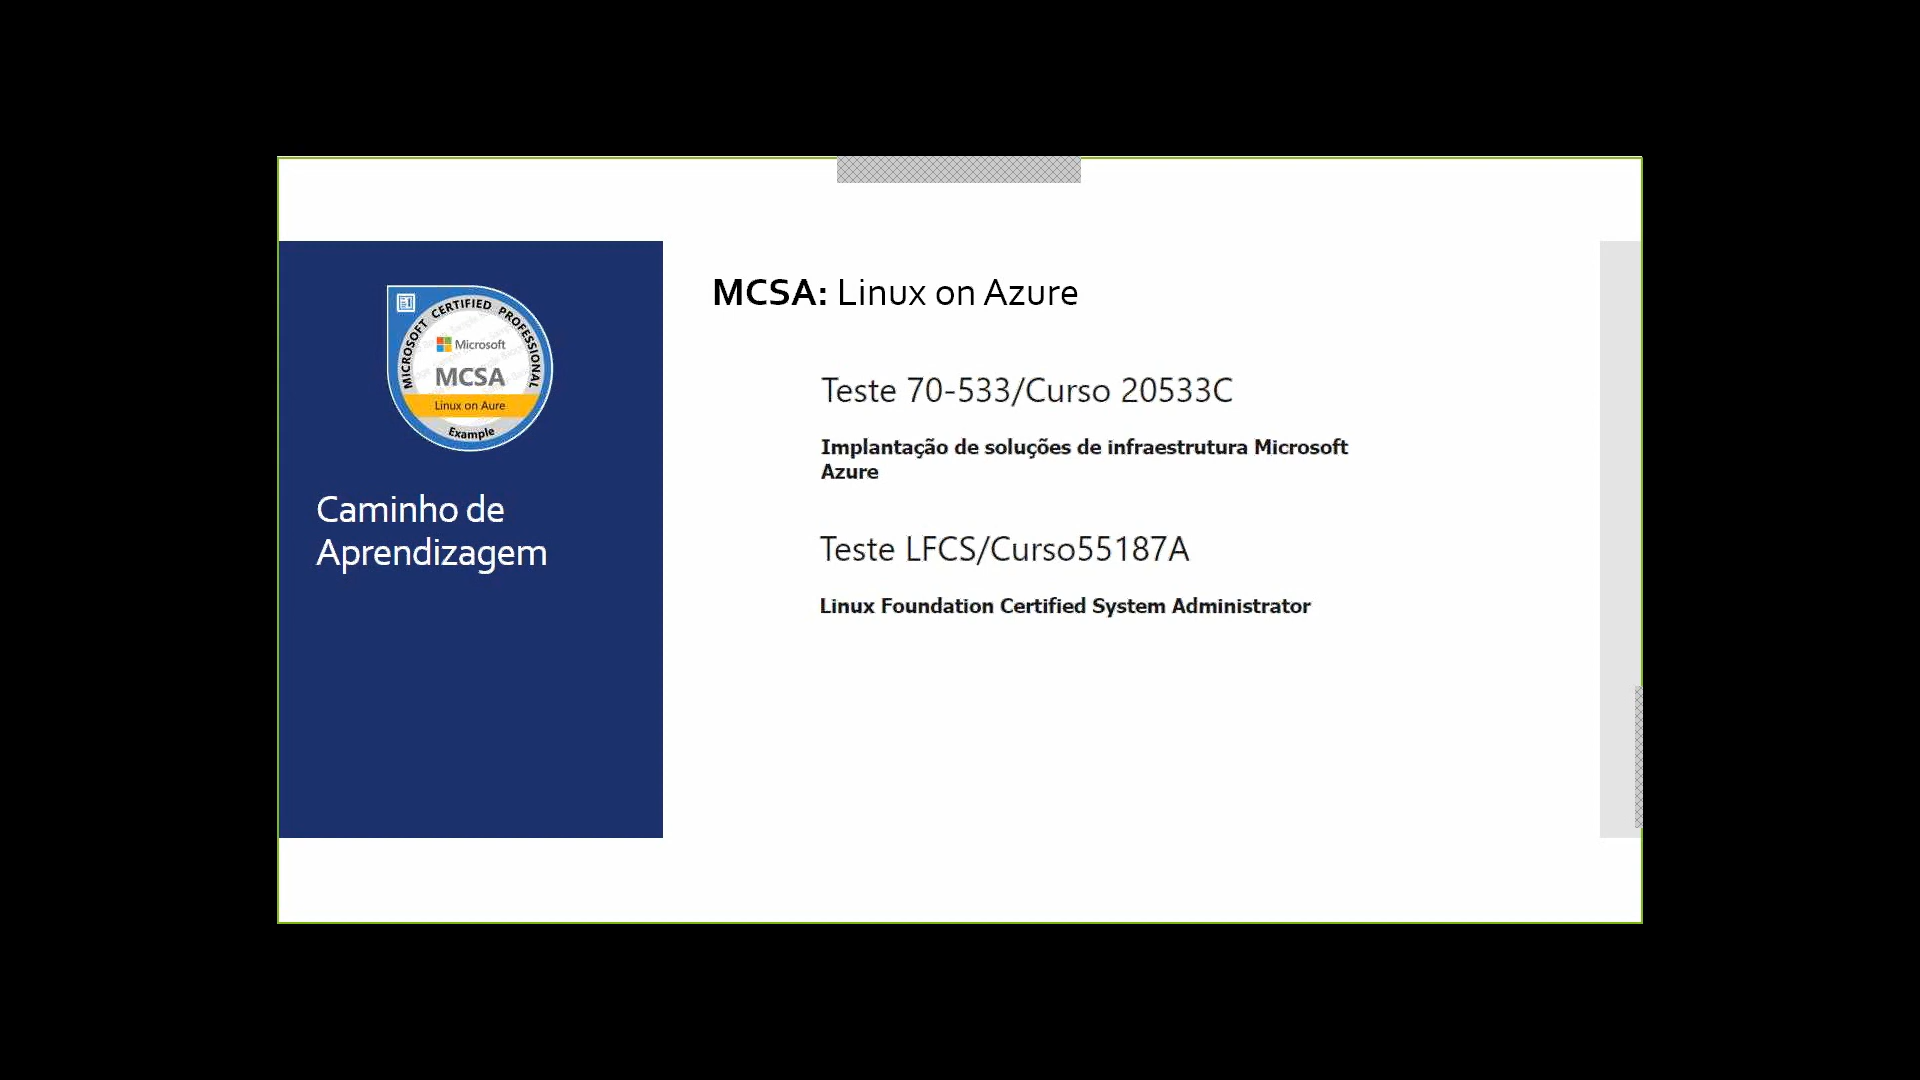 MICROSOFT CERTIFIED PROFESSIONAL
Microsoft
MCSA
Linux on Aure
Example
Caminho de
Aprendizagem
MCSA: Linux on Azure
Teste 70-533/Curso 20533C
Implantação de soluções de infraestrutura Microsoft
Azure
Teste LFCS/Curso55187A
Linux Foundation Certified System Administrator